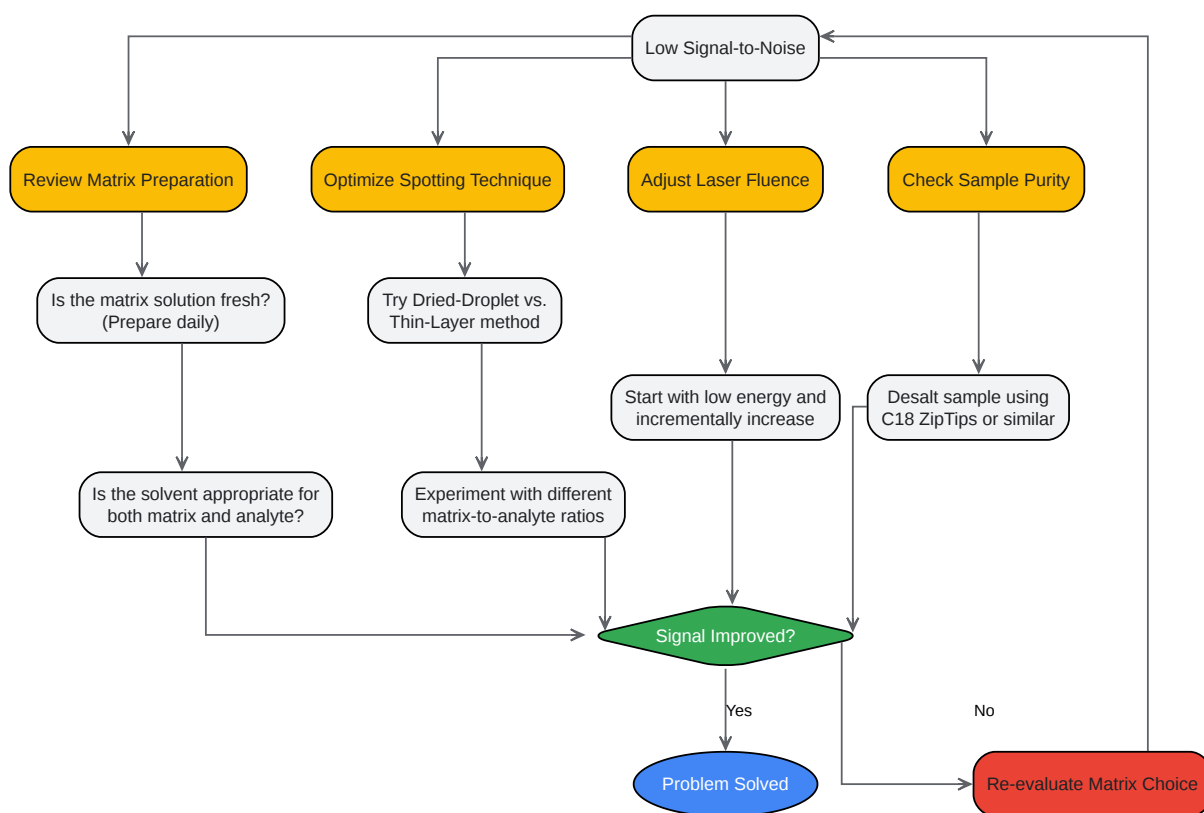 Low Signal-to-Noise
Review Matrix Preparation
Optimize Spotting Technique
Adjust Laser Fluence
Check Sample Purity
Is the matrix solution fresh?
(Prepare daily)
Try Dried-Droplet vs.
Thin-Layer method
Start with low energy and
incrementally increase
Desalt sample using
C18 ZipTips or similar
Is the solvent appropriate for
both matrix and analyte?
Experiment with different
matrix-to-analyte ratios
Signal Improved?
Yes
No
Problem Solved
Re-evaluate Matrix Choice